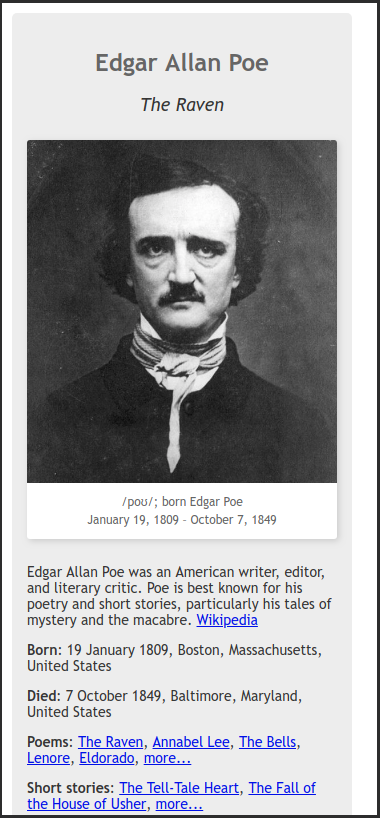 Edgar Allan Poe
The Raven
/poʊ/; born Edgar Poe
January 19, 1809 - October 7, 1849
Edgar Allan Poe was an American writer, editor,
and literary critic. Poe is best known for his
poetry and short stories, particularly his tales of
mystery and the macabre. Wikipedia
Born: 19 January 1809, Boston, Massachusetts,
United States
Died: 7 October 1849, Baltimore, Maryland,
United States
Poems: The Raven, Annabel Lee, The Bells,
Lenore, Eldorado, more...
Short stories: The Tell-Tale Heart, The Fall of
the House of Usher, more...